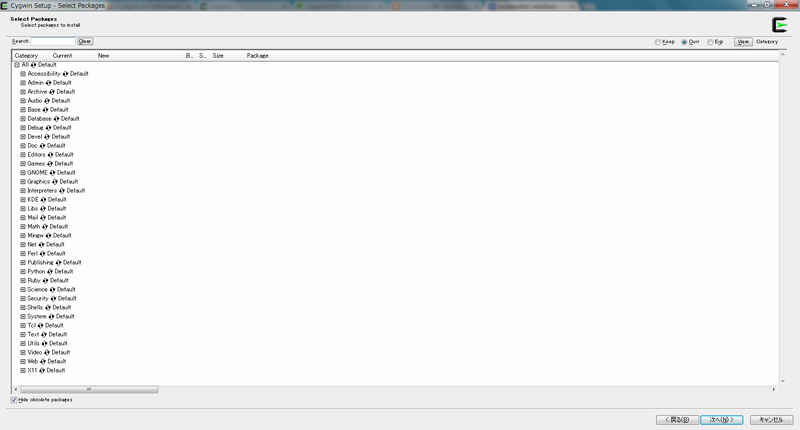 Cygwin Setup - Select Packages
Select Packages
Select packages to install
Search Clear Keep Curr Exp View Category
Category Current New B... S... Size Package
All Default
Accessibility Default
Admin Default
Archive Default
Audio Default
Base Default
Database Default
Debug Default
Devel Default
Doc Default
Editors Default
Games Default
GNOME Default
Graphics Default
Interpreters Default
KDE Default
Libs Default
Mail Default
Math Default
Mingw Default
Net Default
Perl Default
Publishing Default
Python Default
Ruby Default
Science Default
Security Default
Shells Default
System Default
Tcl Default
Text Default
Utils Default
Video Default
Web Default
X11 Default
Hide obsolete packages
< 戻る(B) 次へ(N) > キャンセル